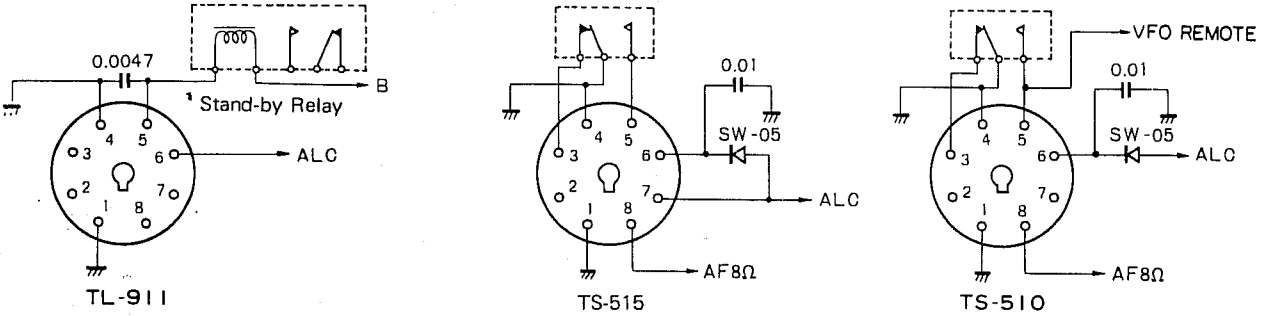 0.0047
B
Stand-by Relay
4
5
3
6
2
7
1
8
ALC
TL-911
0.01
SW-05
4
5
3
6
2
7
1
8
ALC
AF8Ω
TS-515
VFO REMOTE
0.01
SW-05
4
5
3
6
2
7
1
8
ALC
AF8Ω
TS-510